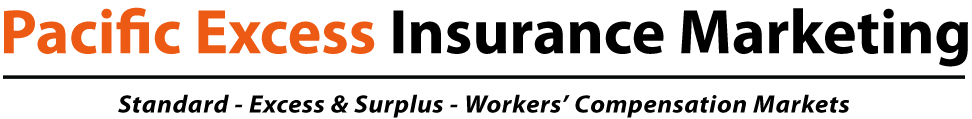 Pacific Excess Insurance Marketing
Standard - Excess & Surplus - Workers’ Compensation Markets